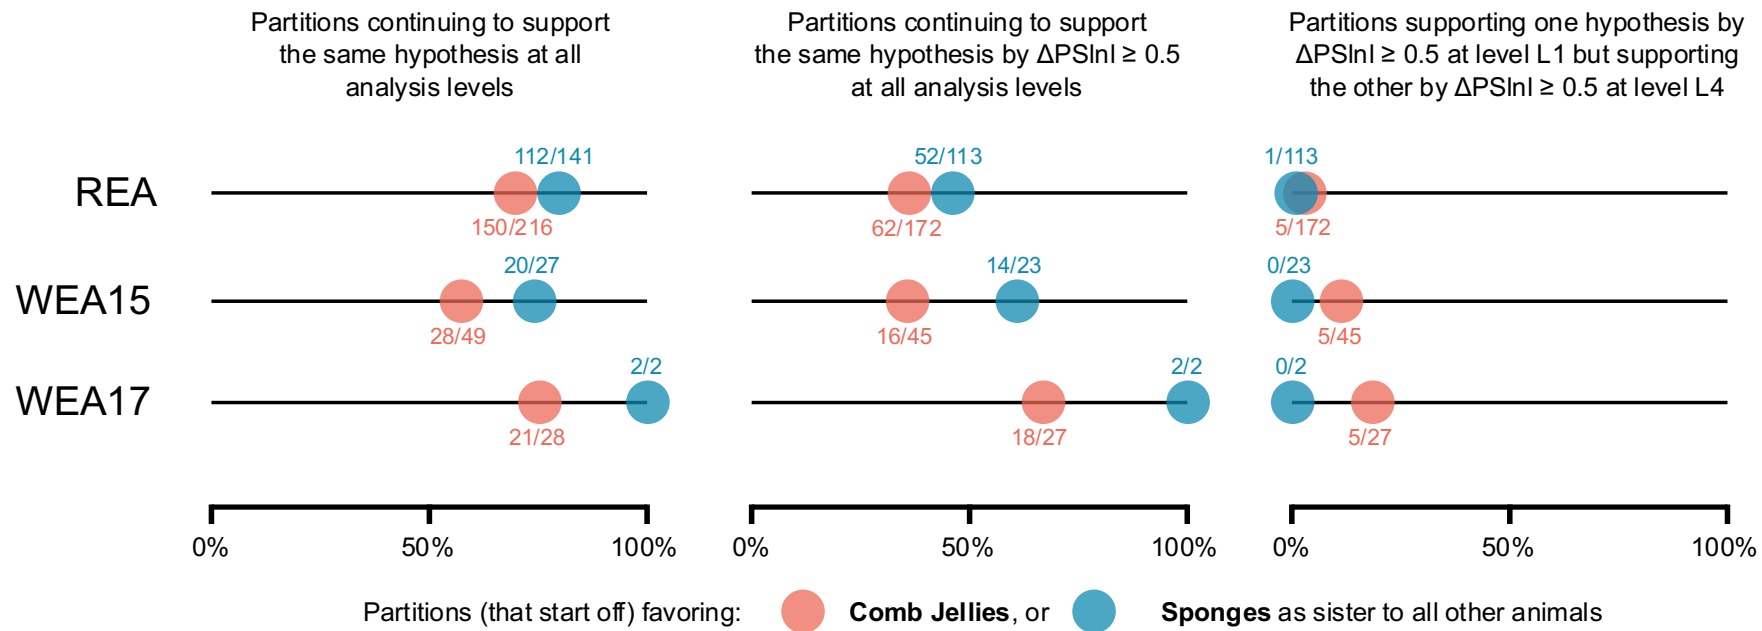 Partitions continuing to support
the same hypothesis at all
analysis levels
Partitions continuing to support
the same hypothesis by ΔPSlnl ≥ 0.5
at all analysis levels
Partitions supporting one hypothesis by
ΔPSlnl ≥ 0.5 at level L1 but supporting
the other by ΔPSlnl ≥ 0.5 at level L4
REA
112/141
150/216
52/113
62/172
1/113
5/172
WEA15
20/27
28/49
14/23
16/45
0/23
5/45
WEA17
2/2
21/28
2/2
18/27
0/2
5/27
0% 50% 100%
0% 50% 100%
0% 50% 100%
Partitions (that start off) favoring: Comb Jellies, or Sponges as sister to all other animals